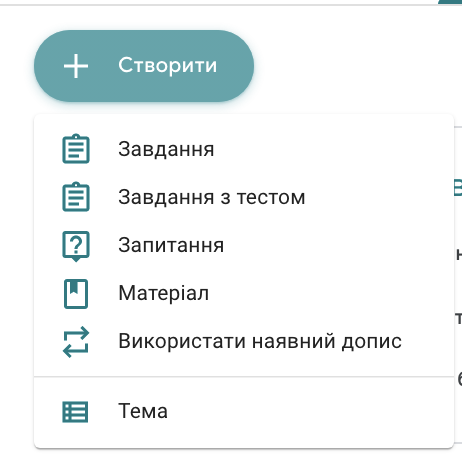 Створити
Завдання
Завдання з тестом
Запитання
Матеріал
Використати наявний допис
Тема